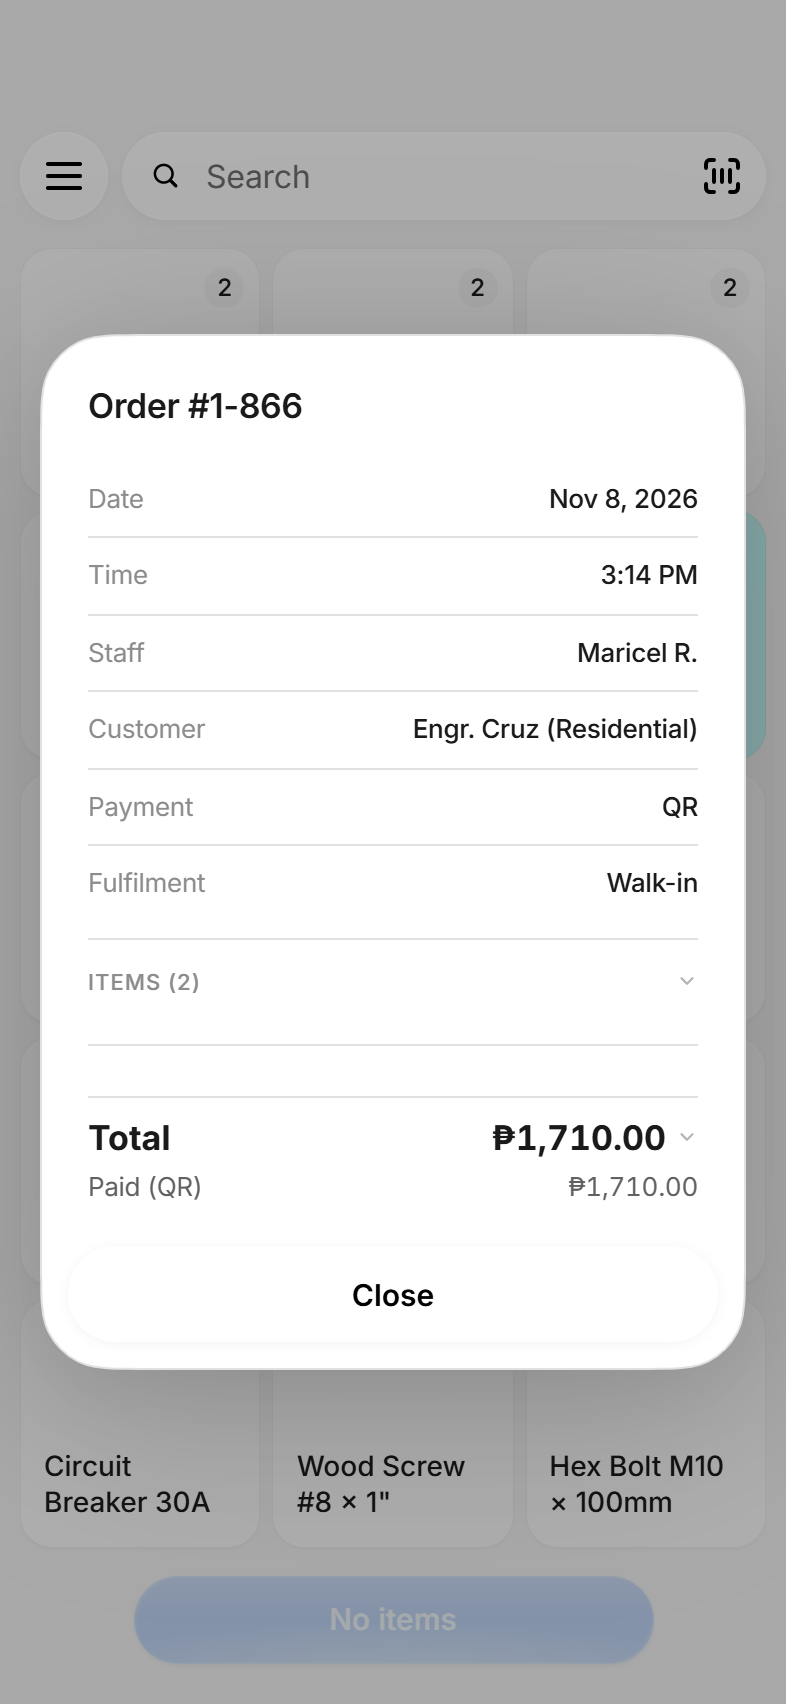 Search
2
2
2
Order #1-866
Date
Nov 8, 2026
Time
3:14 PM
Staff
Maricel R.
Customer
Engr. Cruz (Residential)
Payment
QR
Fulfilment
Walk-in
ITEMS (2)
Total
₱1,710.00
Paid (QR)
₱1,710.00
Close
Circuit
Breaker 30A
Wood Screw
#8 × 1"
Hex Bolt M10
× 100mm
No items